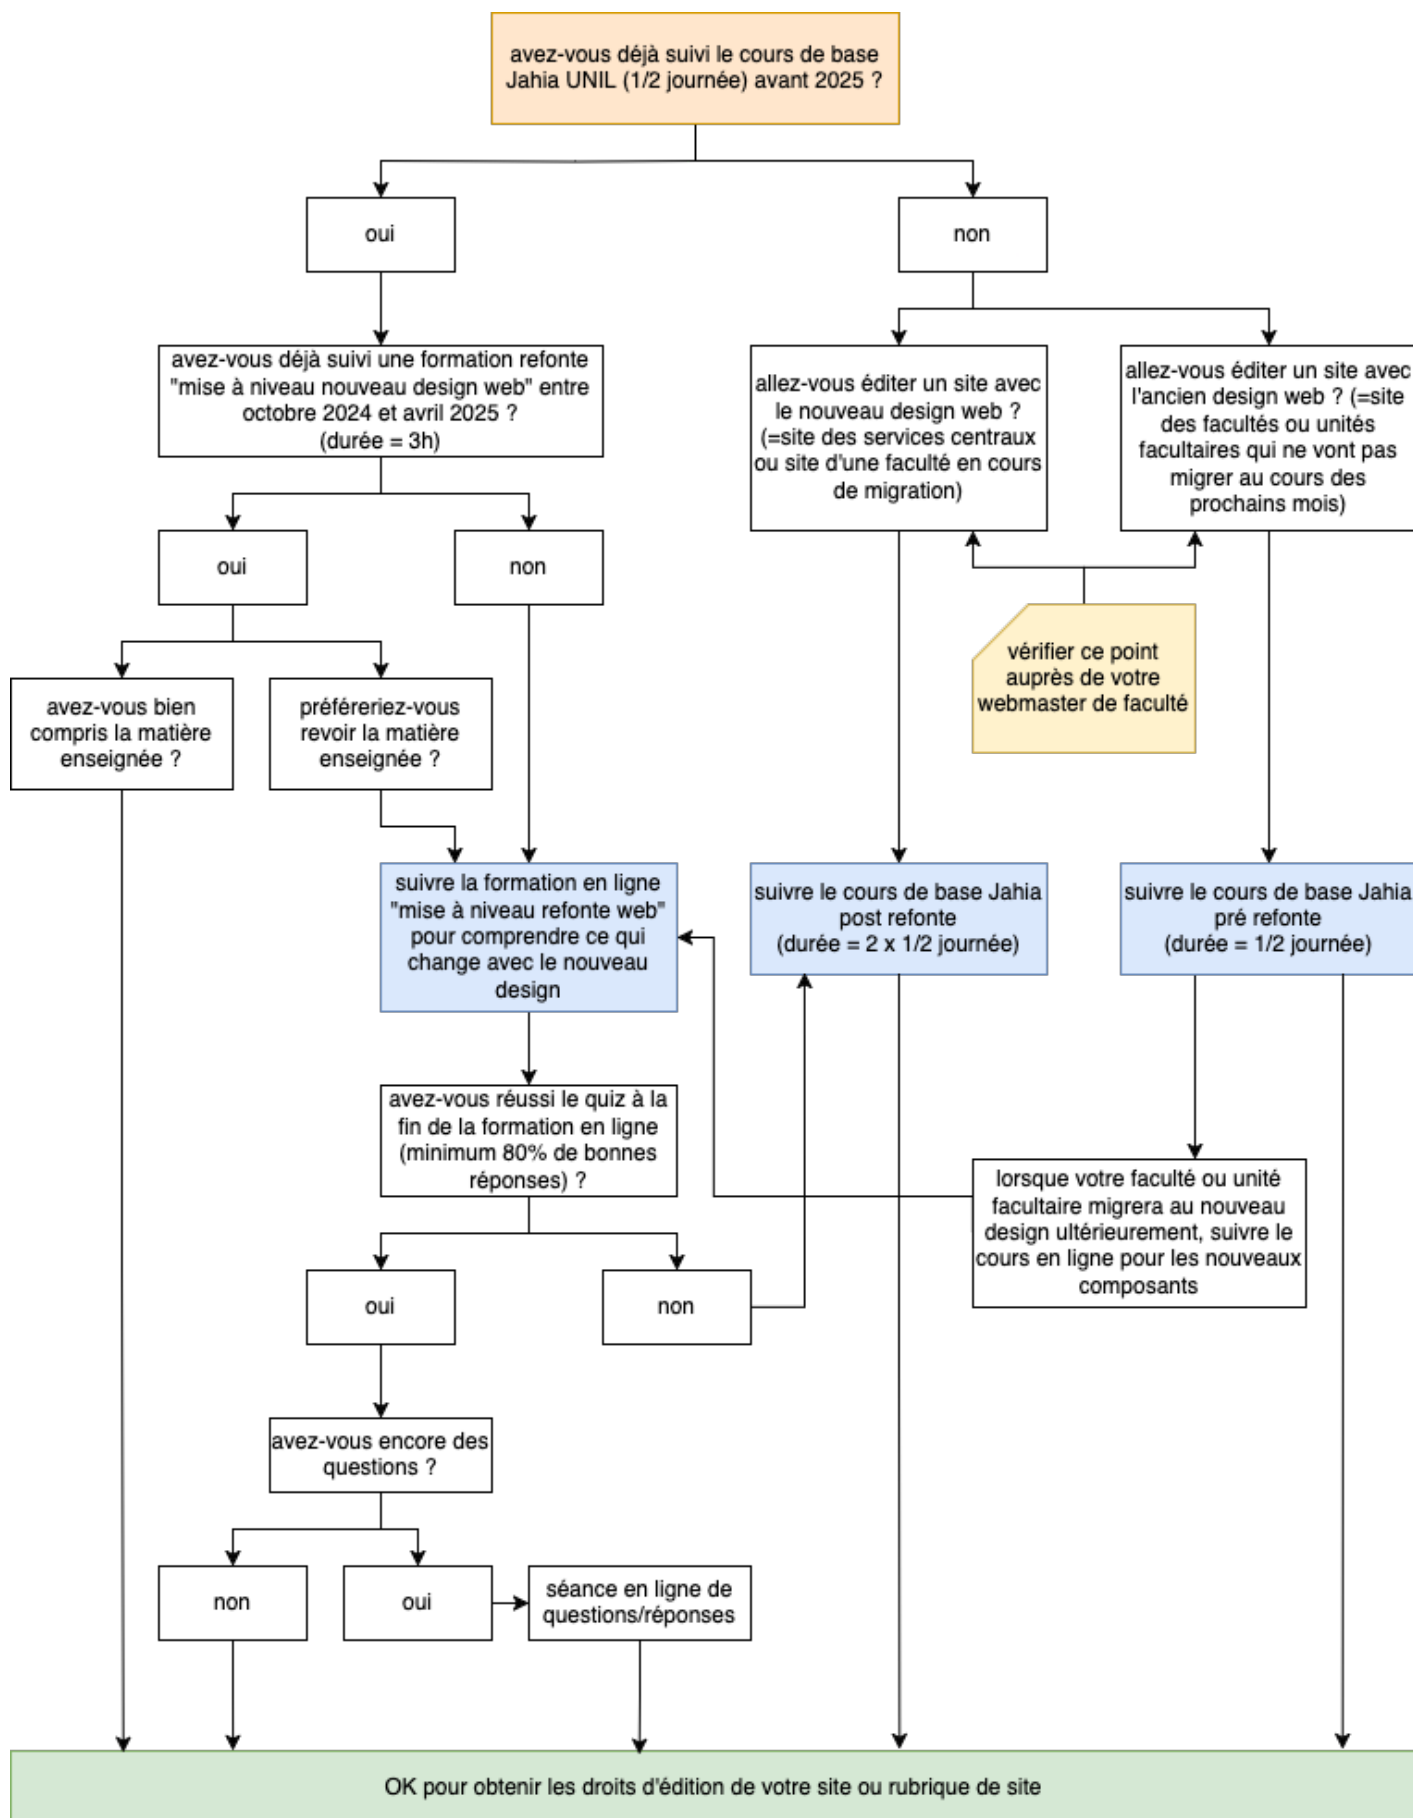 avez-vous déjà suivi le cours de base
Jahia UNIL (1/2 journée) avant 2025 ?
oui
non
avez-vous déjà suivi une formation refonte
"mise à niveau nouveau design web" entre
octobre 2024 et avril 2025 ?
(durée = 3h)
allez-vous éditer un site avec
le nouveau design web ?
(=site des services centraux
ou site d'une faculté en cours
de migration)
allez-vous éditer un site avec
l'ancien design web ? (=site
des facultés ou unités
facultaires qui ne vont pas
migrer au cours des
prochains mois)
oui
non
vérifier ce point
auprès de votre
webmaster de faculté
avez-vous bien
compris la matière
enseignée ?
préféreriez-vous
revoir la matière
enseignée ?
suivre la formation en ligne
"mise à niveau refonte web"
pour comprendre ce qui
change avec le nouveau
design
suivre le cours de base Jahia
post refonte
(durée = 2 x 1/2 journée)
suivre le cours de base Jahia
pré refonte
(durée = 1/2 journée)
avez-vous réussi le quiz à la
fin de la formation en ligne
(minimum 80% de bonnes
réponses) ?
lorsque votre faculté ou unité
facultaire migrera au nouveau
design ultérieurement, suivre le
cours en ligne pour les nouveaux
composants
oui
non
avez-vous encore des
questions ?
non
oui
séance en ligne de
questions/réponses
OK pour obtenir les droits d'édition de votre site ou rubrique de site